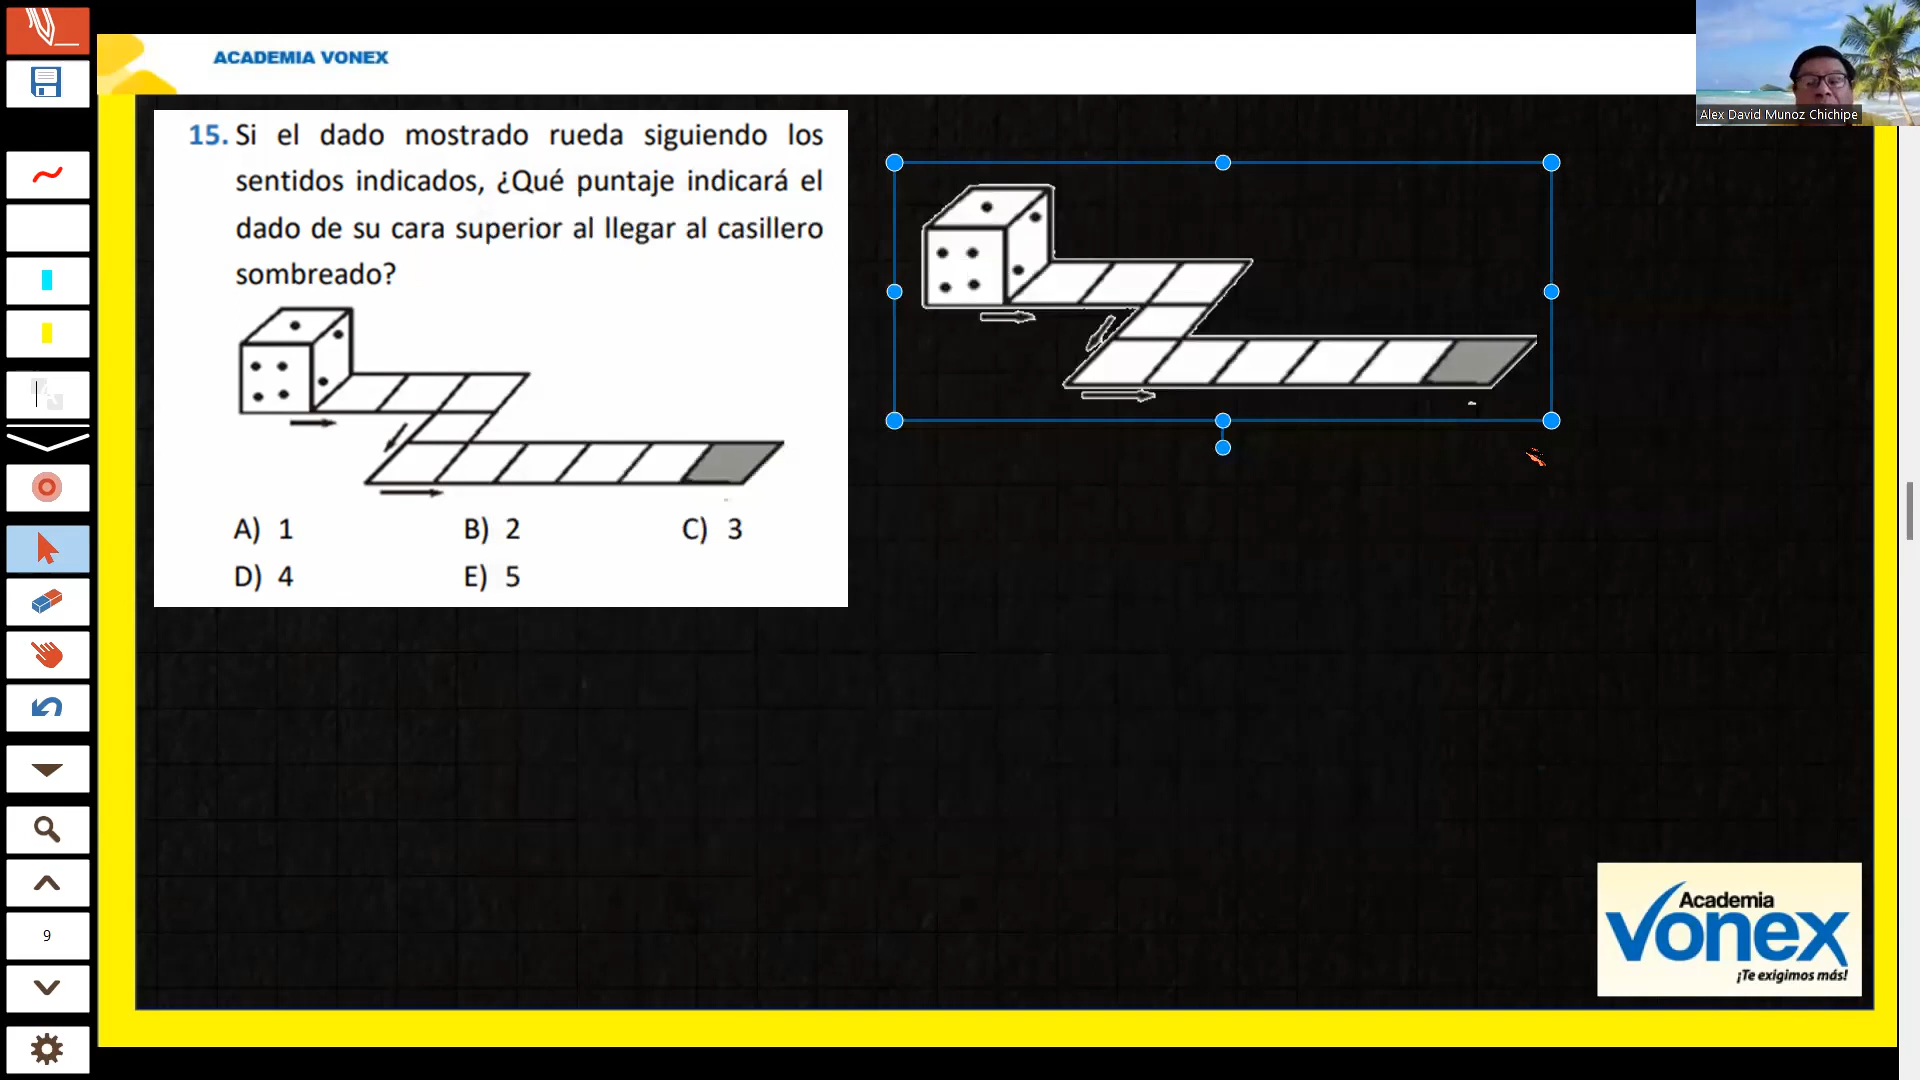 ACADEMIA VONEX
Alex David Munoz Chichipe
15. Si el dado mostrado rueda siguiendo los
sentidos indicados, ¿Qué puntaje indicará el
dado de su cara superior al llegar al casillero
sombreado?
A) 1 B) 2 C) 3
D) 4 E) 5
9
Academia
vonex
¡Te exigimos más!